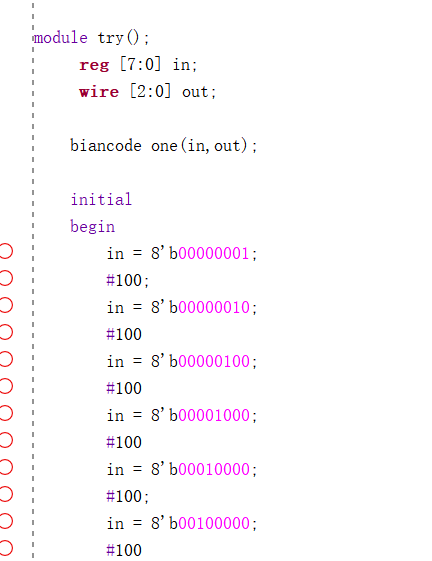 module try();
reg [7:0] in;
wire [2:0] out;
biancode one(in,out);
initial
begin
in = 8'b00000001;
#100;
in = 8'b00000010;
#100
in = 8'b00000100;
#100
in = 8'b00001000;
#100
in = 8'b00010000;
#100;
in = 8'b00100000;
#100